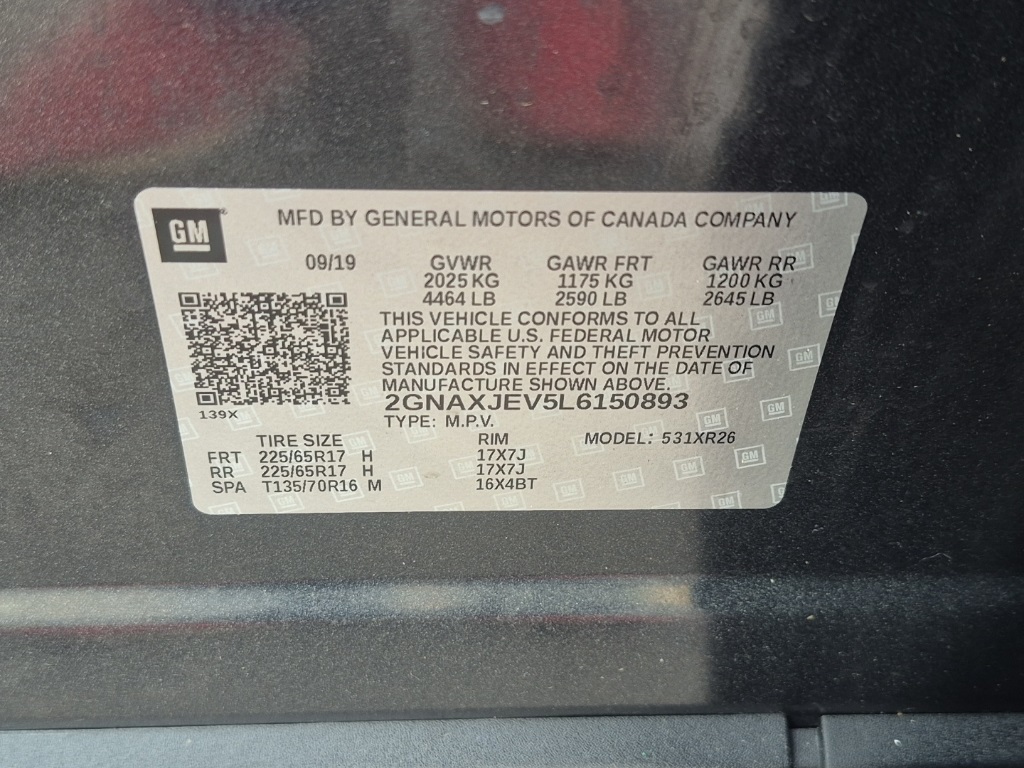 GM
MFD BY GENERAL MOTORS OF CANADA COMPANY
09/19 GVWR GAWR FRT GAWR RR
2025 KG 1175 KG 1200 KG
4464 LB 2590 LB 2645 LB
THIS VEHICLE CONFORMS TO ALL
APPLICABLE U.S. FEDERAL MOTOR
VEHICLE SAFETY AND THEFT PREVENTION
STANDARDS IN EFFECT ON THE DATE OF
MANUFACTURE SHOWN ABOVE.
2GNAXJEV5L6150893
139X
TYPE: M.P.V.
TIRE SIZE RIM MODEL: 531XR26
FRT 225/65R17 H 17X7J
RR 225/65R17 H 17X7J
SPA T135/70R16 M 16X4BT